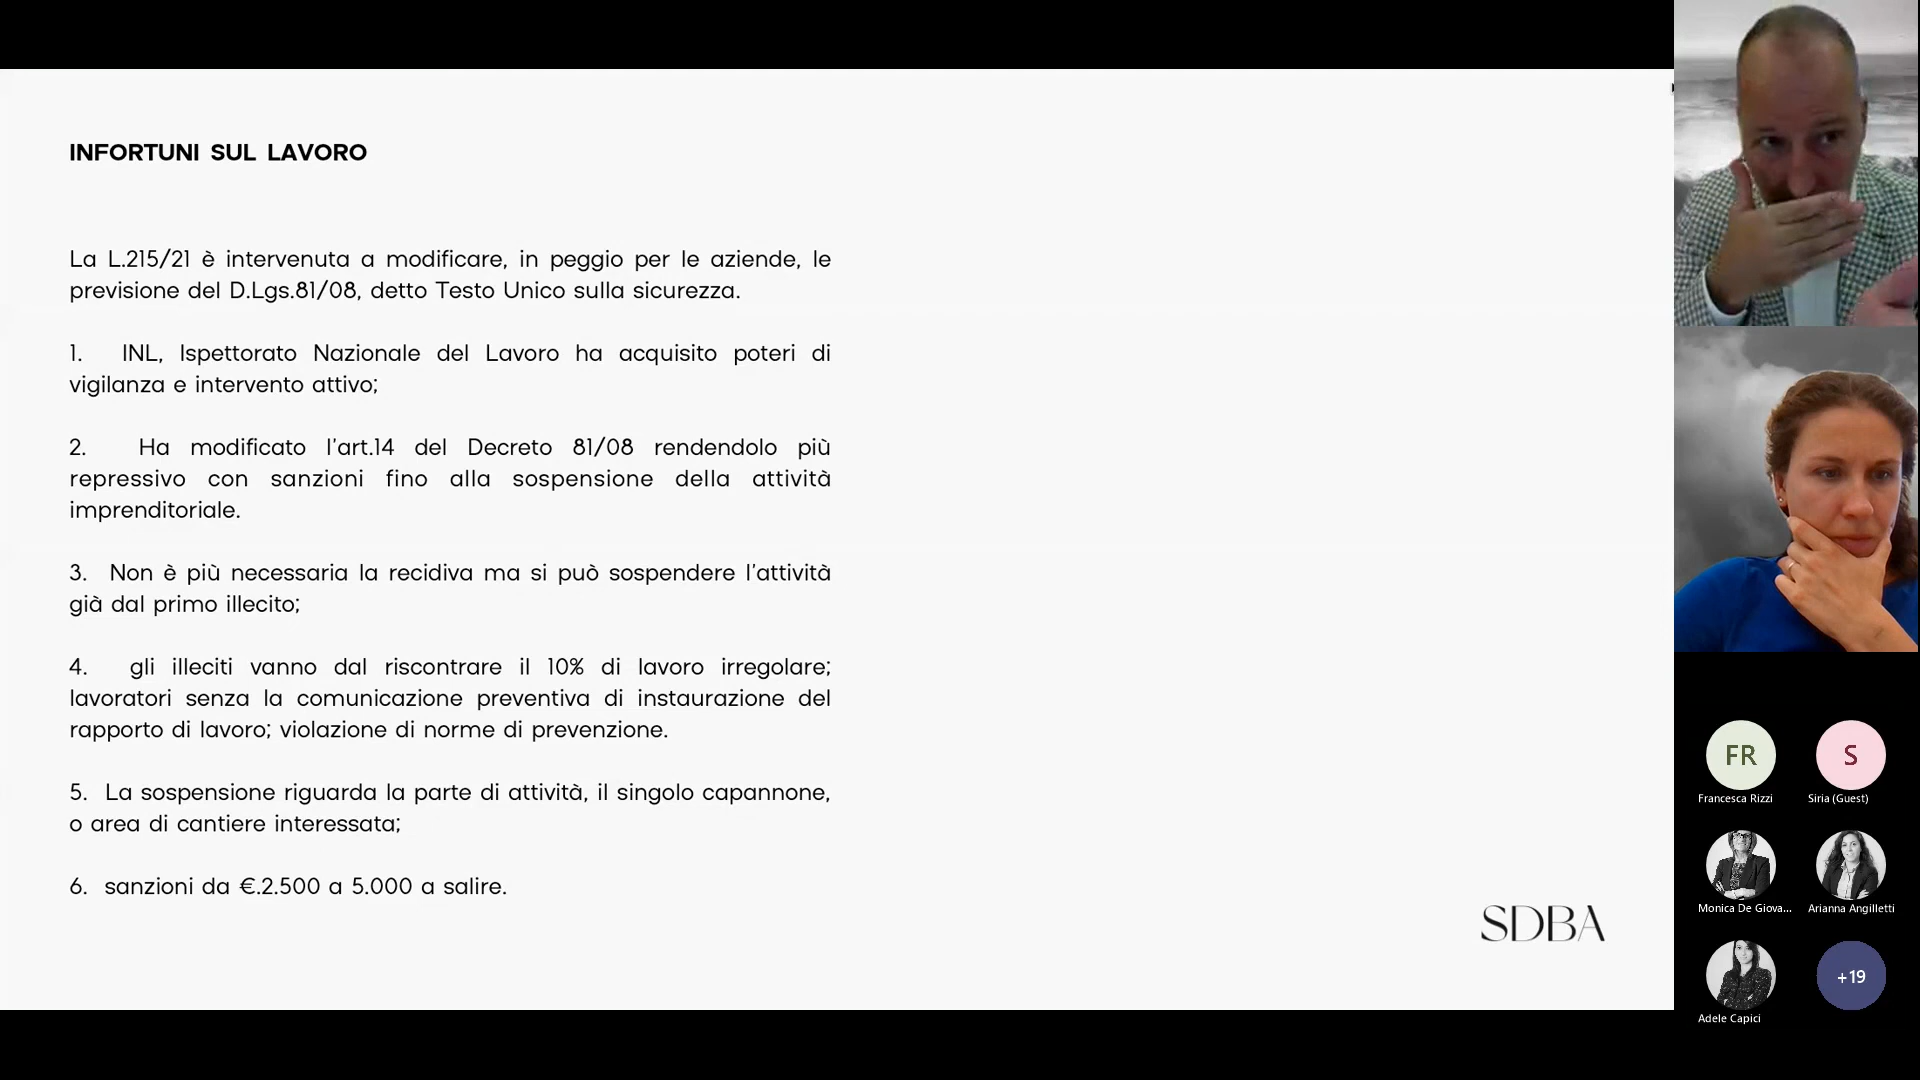 INFORTUNI SUL LAVORO
La L.215/21 è intervenuta a modificare, in peggio per le aziende, le
previsione del D.Lgs.81/08, detto Testo Unico sulla sicurezza.
1. INL, Ispettorato Nazionale del Lavoro ha acquisito poteri di
vigilanza e intervento attivo;
2. Ha modificato l'art.14 del Decreto 81/08 rendendolo più
repressivo con sanzioni fino alla sospensione della attività
imprenditoriale.
3. Non è più necessaria la recidiva ma si può sospendere l'attività
già dal primo illecito;
4. gli illeciti vanno dal riscontrare il 10% di lavoro irregolare;
lavoratori senza la comunicazione preventiva di instaurazione del
rapporto di lavoro; violazione di norme di prevenzione.
5. La sospensione riguarda la parte di attività, il singolo capannone,
o area di cantiere interessata;
6. sanzioni da €.2.500 a 5.000 a salire.
SDBA
FR
S
Francesca Rizzi
Siria (Guest)
Monica De Giova...
Arianna Angilletti
+19
Adele Capici